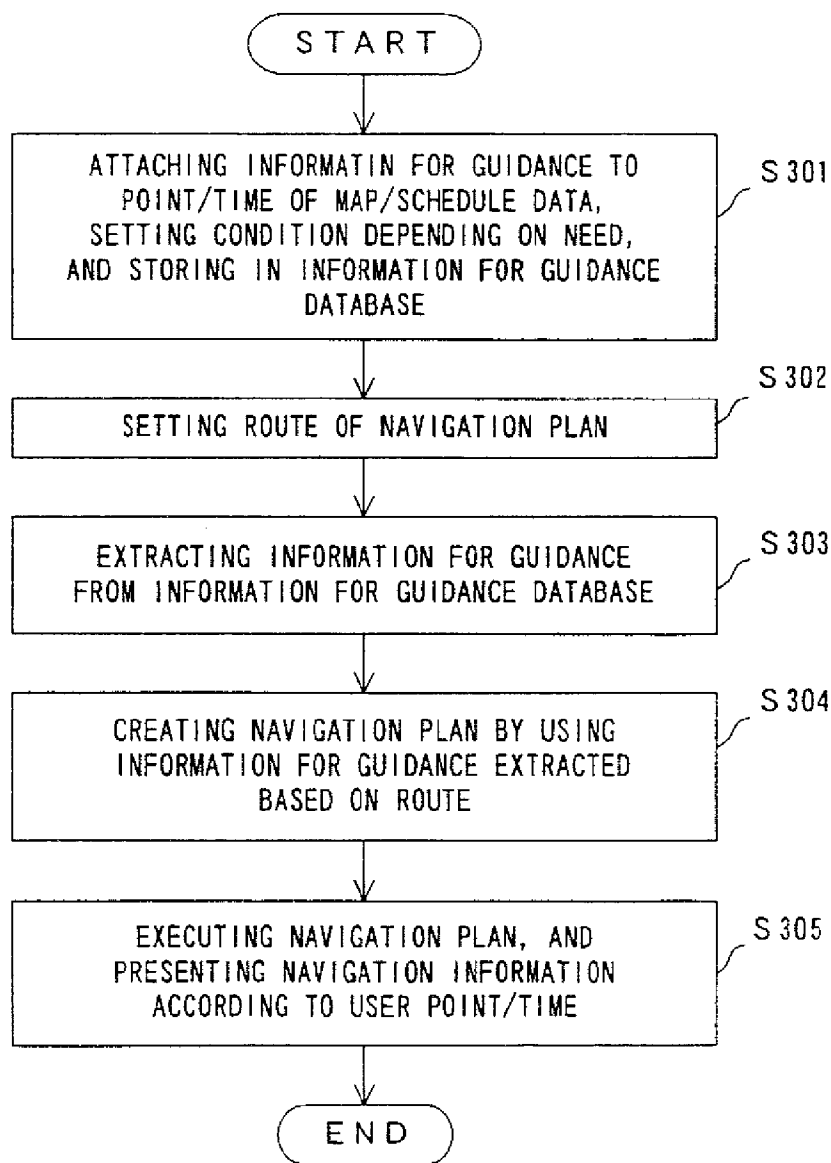 START
ATTACHING INFORMATIN FOR GUIDANCE TO
POINT/TIME OF MAP/SCHEDULE DATA,
SETTING CONDITION DEPENDING ON NEED,
AND STORING IN INFORMATION FOR GUIDANCE
DATABASE
S301
SETTING ROUTE OF NAVIGATION PLAN
S302
EXTRACTING INFORMATION FOR GUIDANCE
FROM INFORMATION FOR GUIDANCE DATABASE
S303
CREATING NAVIGATION PLAN BY USING
INFORMATION FOR GUIDANCE EXTRACTED
BASED ON ROUTE
S304
EXECUTING NAVIGATION PLAN, AND
PRESENTING NAVIGATION INFORMATION
ACCORDING TO USER POINT/TIME
S305
END